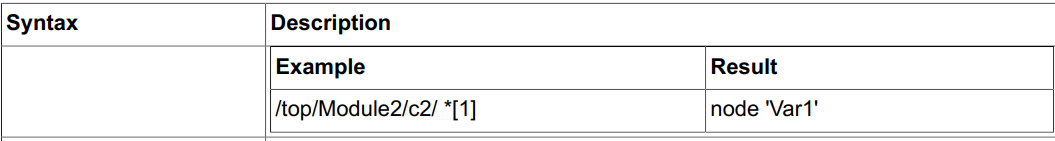 Syntax Description
Example Result
/top/Module2/c2/ *[1] node 'Var1'